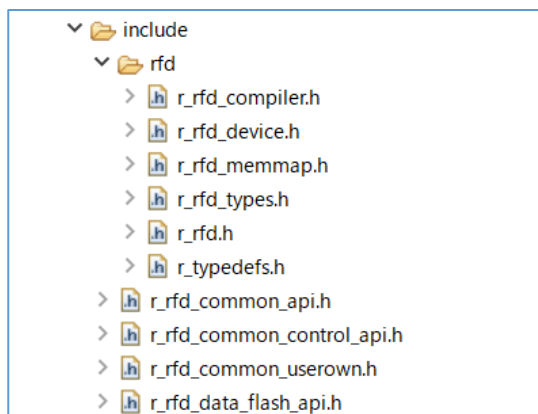 include
rfd
r_rfd_compiler.h
r_rfd_device.h
r_rfd_memmap.h
r_rfd_types.h
r_rfd.h
r_typedefs.h
r_rfd_common_api.h
r_rfd_common_control_api.h
r_rfd_common_userown.h
r_rfd_data_flash_api.h